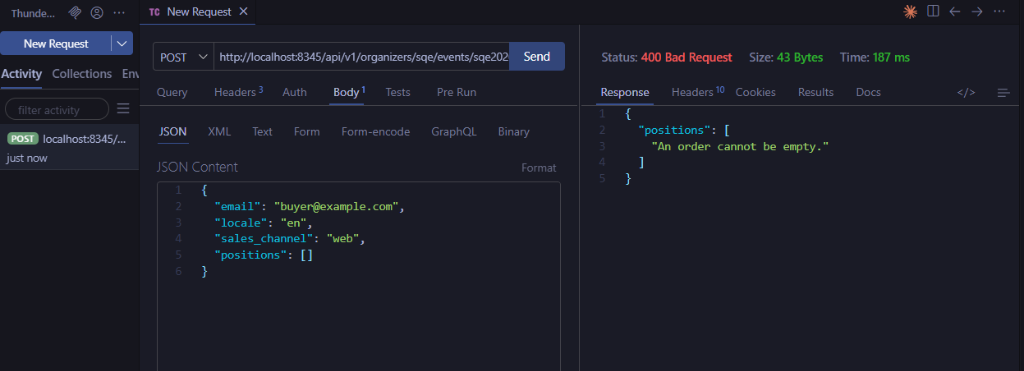 Thunde... TC New Request ×
New Request
POST http://localhost:8345/api/v1/organizers/sqe/events/sqe202 Send
Status: 400 Bad Request Size: 43 Bytes Time: 187 ms
Activity Collections Env
Query Headers 3 Auth Body 1 Tests Pre Run
Response Headers 10 Cookies Results Docs </>
filter activity
POST localhost:8345/...
just now
JSON XML Text Form Form-encode GraphQL Binary
JSON Content Format
1 {
2 "email": "buyer@example.com",
3 "locale": "en",
4 "sales_channel": "web",
5 "positions": []
6 }
1 {
2 "positions": [
3 "An order cannot be empty."
4 ]
5 }